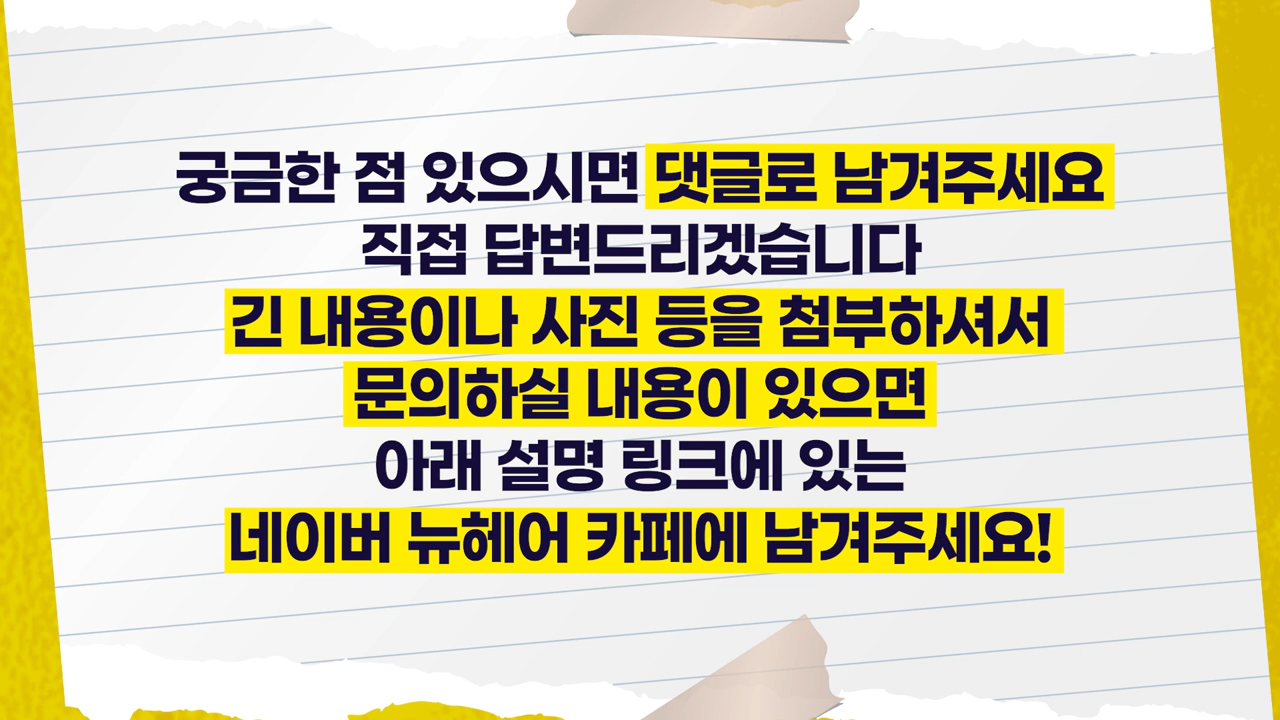 궁금한 점 있으시면 댓글로 남겨주세요
직접 답변드리겠습니다
긴 내용이나 사진 등을 첨부하셔서
문의하실 내용이 있으면
아래 설명 링크에 있는
네이버 뉴헤어 카페에 남겨주세요!